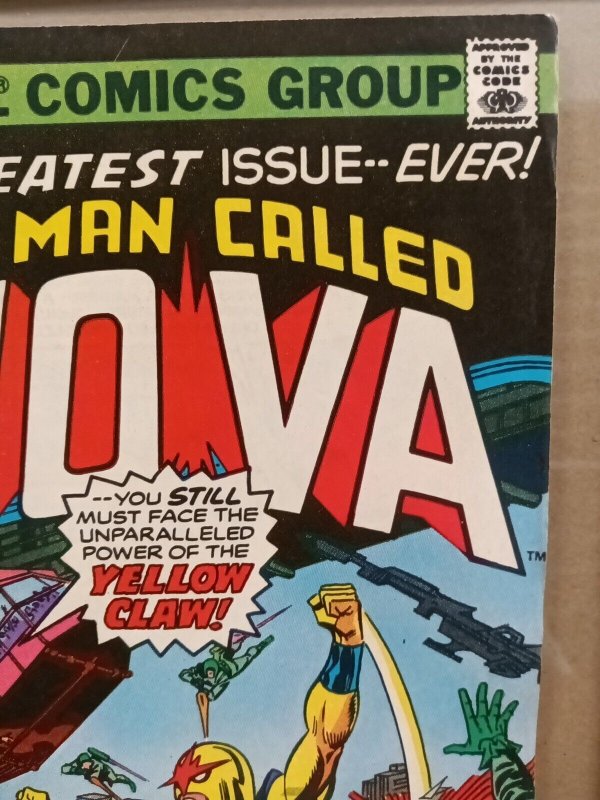 ® COMICS GROUP
APPROVED
BY THE
COMICS
CODE
AUTHORITY
EATEST ISSUE--EVER!
MAN CALLED
OVA
TM
--YOU STILL
MUST FACE THE
UNPARALLELED
POWER OF THE
YELLOW
CLAW!